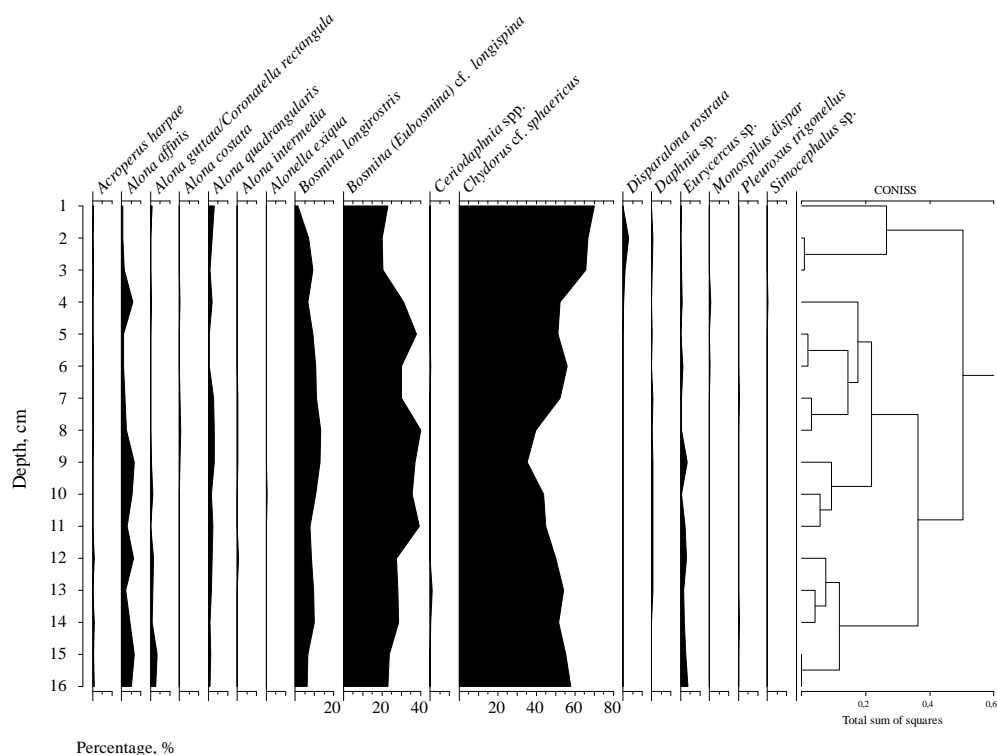 Acroperus harpae
Alona affinis
Alona guttata/Coronatella rectangula
Alona costata
Alona quadrangularis
Alona intermedia
Alonella exiqua
Bosmina longirostris
Bosmina (Eubosmina) cf. longispina
Ceriodaphnia spp.
Chydorus cf. sphaericus
Disparalona rostrata
Daphnia sp.
Eurycercus sp.
Monospilus dispar
Pleuroxus trigonellus
Simocephalus sp.
CONISS
Depth, cm
1
2
3
4
5
6
7
8
9
10
11
12
13
14
15
16
20 20 40 20 40 60 80
0,2 0,4 0,6
Total sum of squares
Percentage, %